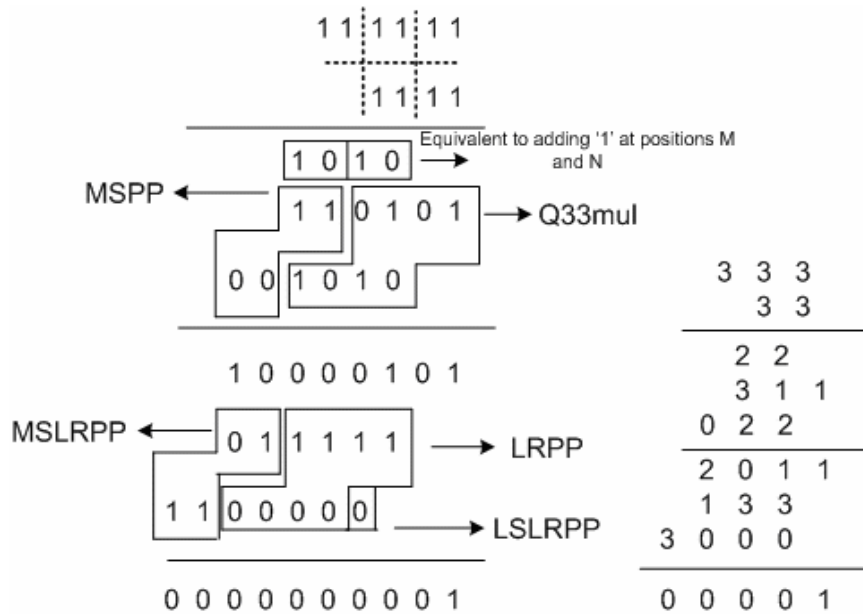 1 1 1 1 1 1
1 1 1 1
1 0 1 0
Equivalent to adding '1' at positions M
and N
MSPP
1 1 0 1 0 1
Q33mul
0 0 1 0 1 0
1 0 0 0 0 1 0 1
MSLRPP
0 1 1 1 1 1
LRPP
1 1 0 0 0 0 0
LSLRPP
0 0 0 0 0 0 0 0 0 1
3 3 3
3 3
2 2
3 1 1
0 2 2
2 0 1 1
1 3 3
3 0 0 0
0 0 0 0 1